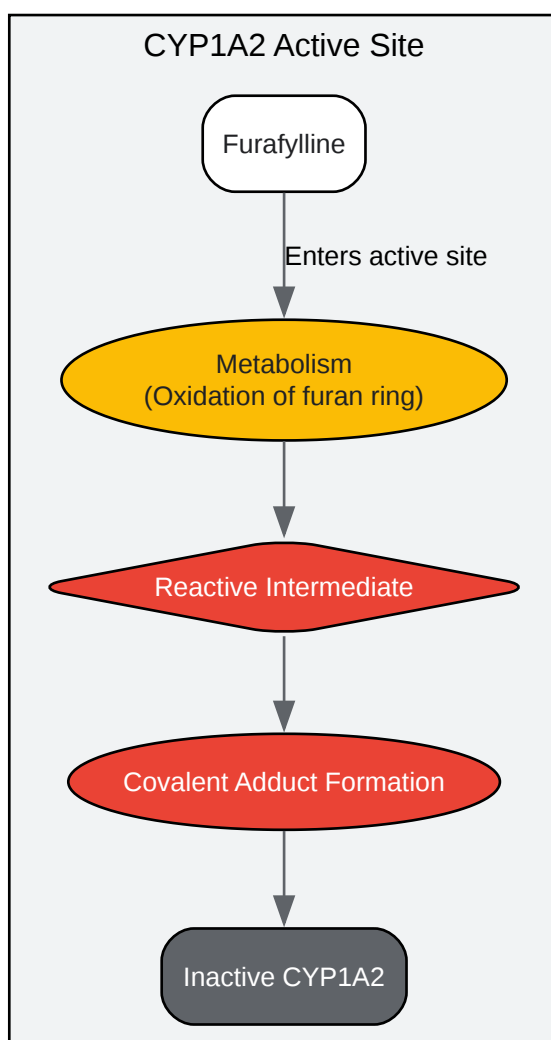 CYP1A2 Active Site
Furafylline
Enters active site
Metabolism
(Oxidation of furan ring)
Reactive Intermediate
Covalent Adduct Formation
Inactive CYP1A2